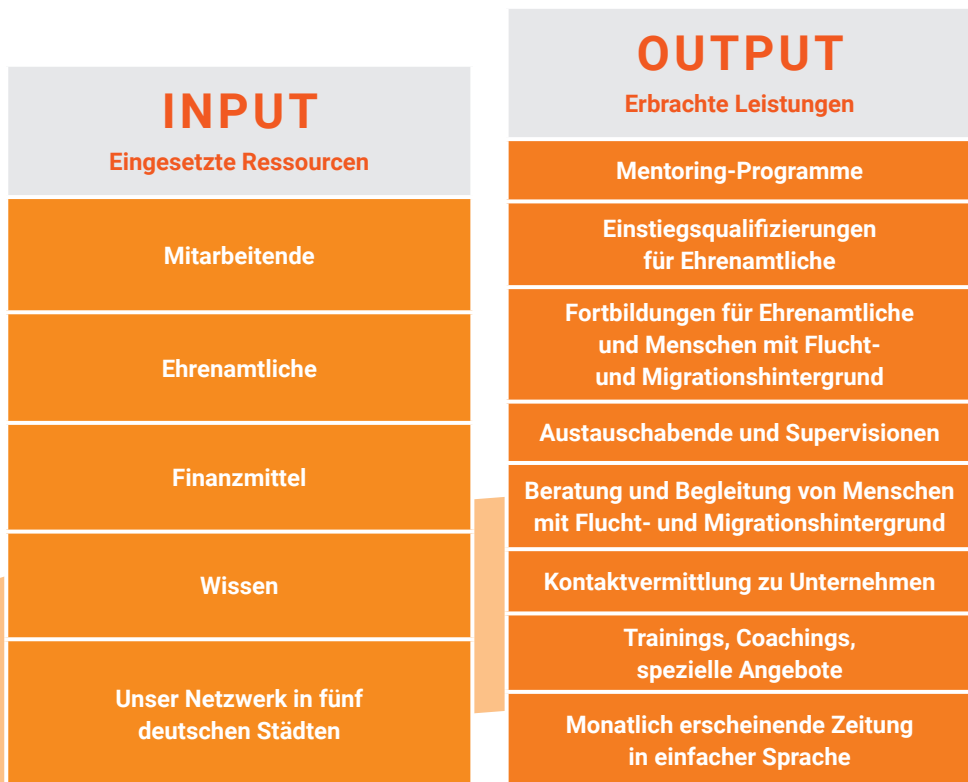 INPUT
Eingesetzte Ressourcen
Mitarbeitende
Ehrenamtliche
Finanzmittel
Wissen
Unser Netzwerk in fünf
deutschen Städten
OUTPUT
Erbrachte Leistungen
Mentoring-Programme
Einstiegsqualifizierungen
für Ehrenamtliche
Fortbildungen für Ehrenamtliche
und Menschen mit Flucht-
und Migrationshintergrund
Austauschabende und Supervisionen
Beratung und Begleitung von Menschen
mit Flucht- und Migrationshintergrund
Kontaktvermittlung zu Unternehmen
Trainings, Coachings,
spezielle Angebote
Monatlich erscheinende Zeitung
in einfacher Sprache